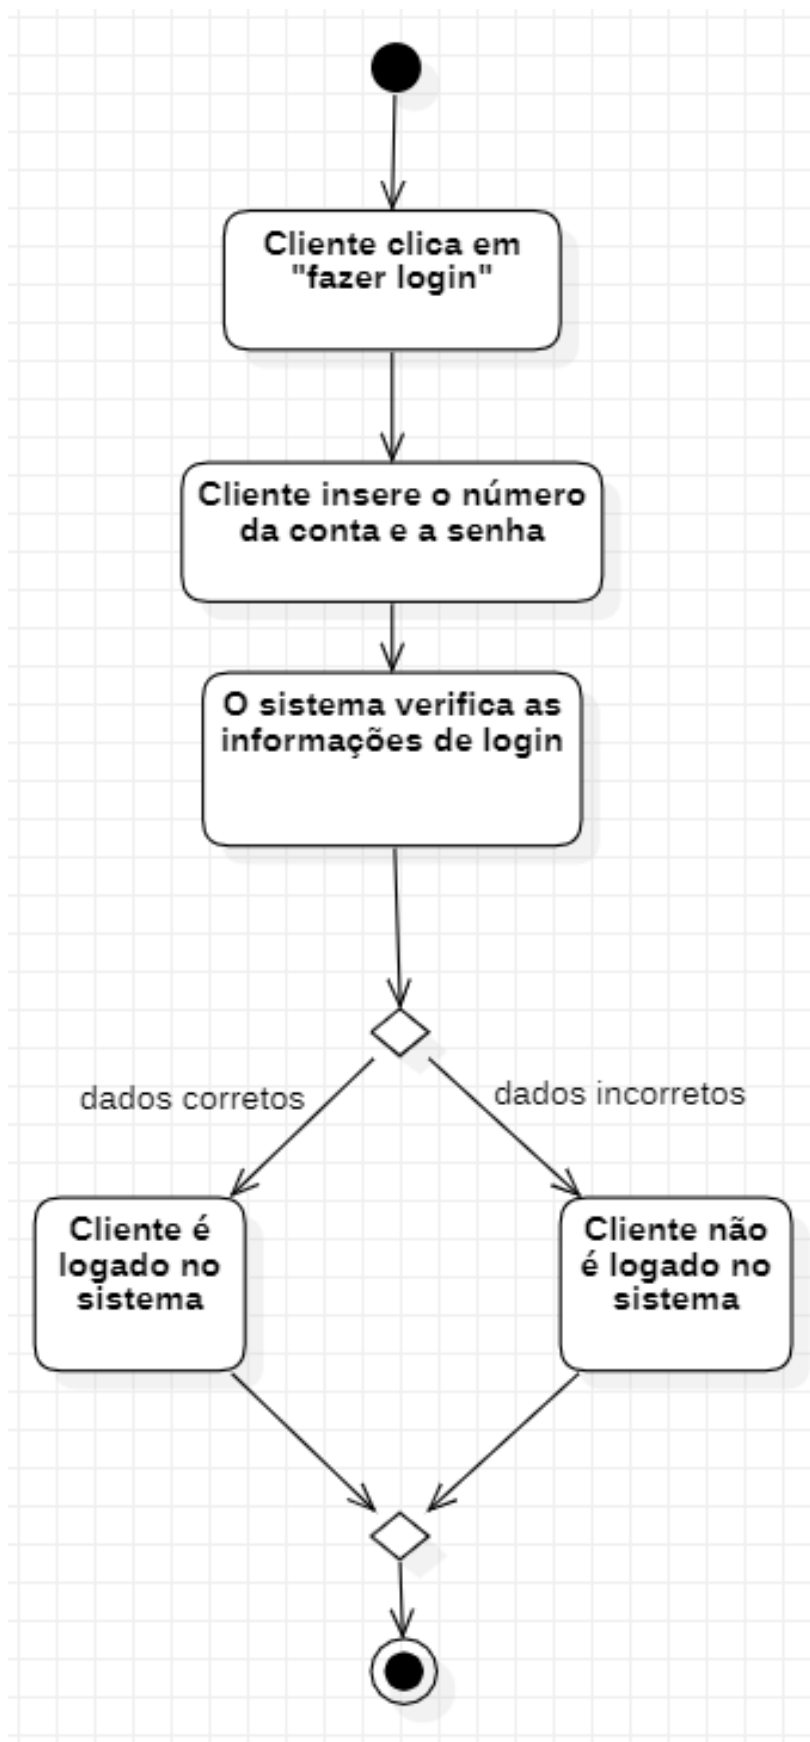 Cliente clica em
"fazer login"
Cliente insere o número
da conta e a senha
O sistema verifica as
informações de login
dados corretos
dados incorretos
Cliente é
logado no
sistema
Cliente não
é logado no
sistema